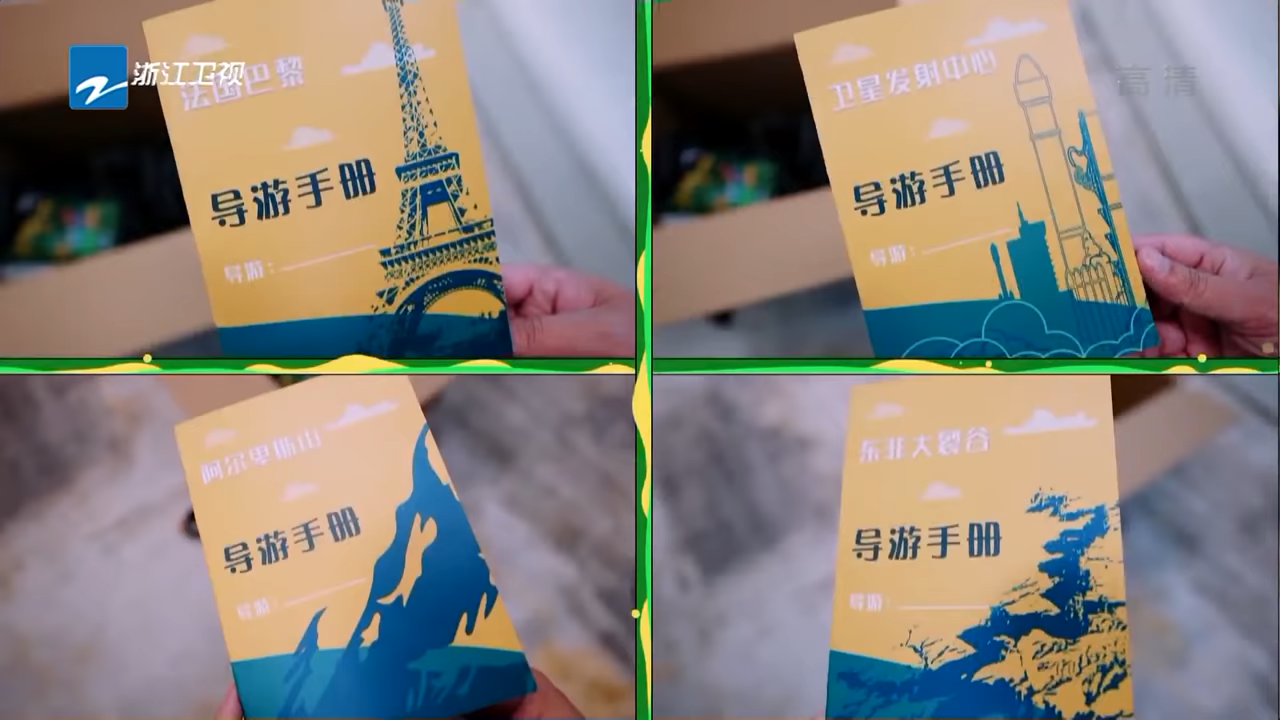 浙江卫视
高清
法国巴黎
导游手册
导游：
卫星发射中心
导游手册
导游：
阿尔卑斯山
导游手册
导游：
东非大裂谷
导游手册
导游：